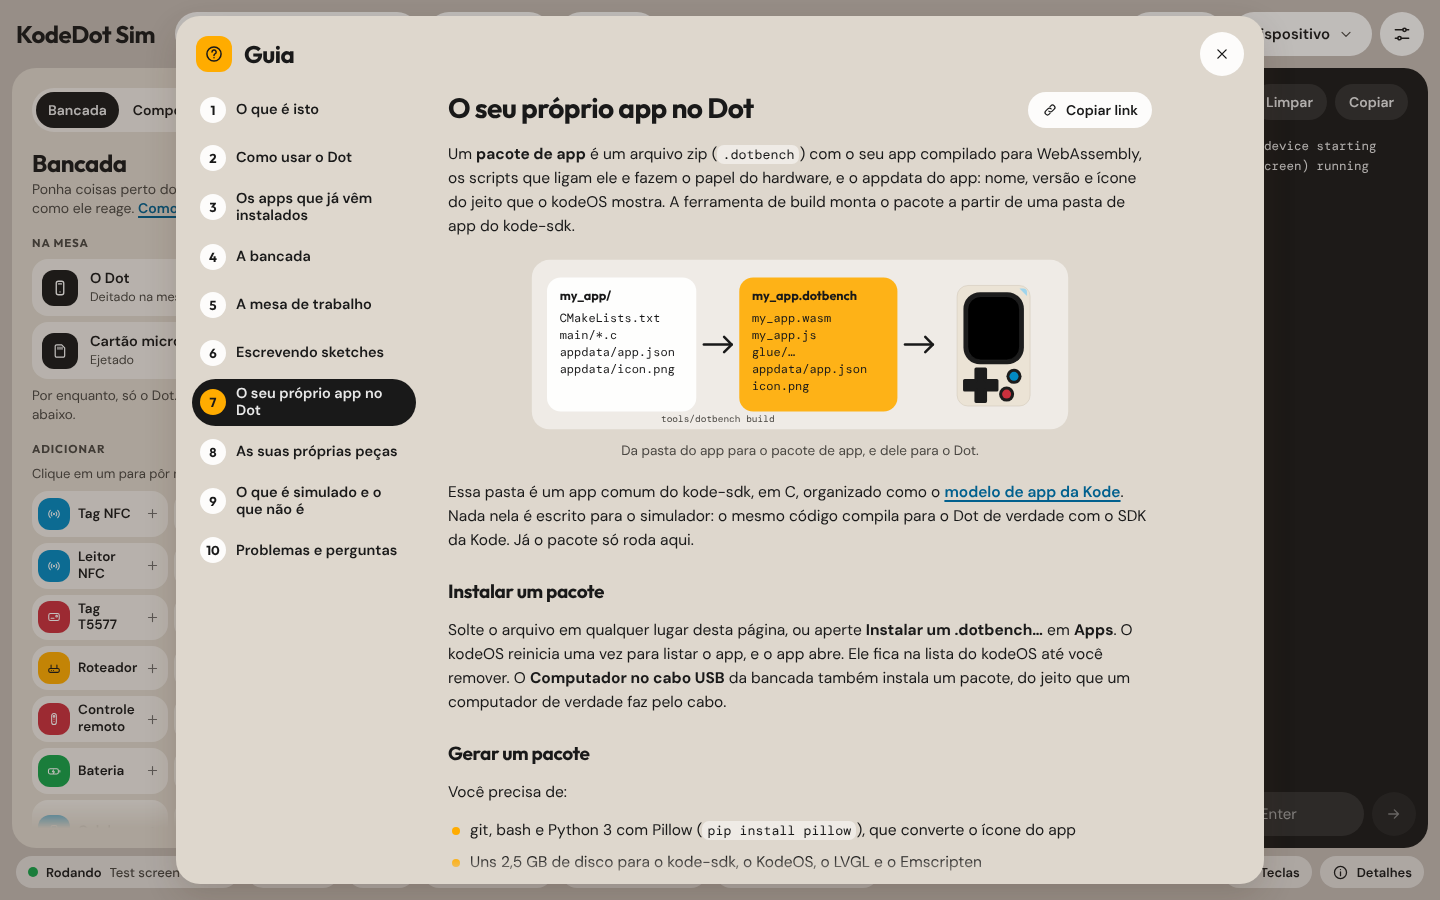 KodeDot Sim
spositivo
Bancada
Compo
Bancada
Ponha coisas perto do
como ele reage. Como
NA MESA
O Dot
Deitado na mes
Cartão micro
Ejetado
Por enquanto, só o Dot.
abaixo.
ADICIONAR
Clique em um para pôr n
Tag NFC
Leitor
NFC
Tag
T5577
Roteador
Controle
remoto
Bateria
Rodando Test screen
Guia
1 O que é isto
2 Como usar o Dot
3 Os apps que já vêm
instalados
4 A bancada
5 A mesa de trabalho
6 Escrevendo sketches
7 O seu próprio app no
Dot
8 As suas próprias peças
9 O que é simulado e o
que não é
10 Problemas e perguntas
O seu próprio app no Dot
Copiar link
Um pacote de app é um arquivo zip (.dotbench) com o seu app compilado para WebAssembly,
os scripts que ligam ele e fazem o papel do hardware, e o appdata do app: nome, versão e ícone
do jeito que o kodeOS mostra. A ferramenta de build monta o pacote a partir de uma pasta de
app do kode-sdk.
my_app/
CMakeLists.txt
main/*.c
appdata/app.json
appdata/icon.png
my_app.dotbench
my_app.wasm
my_app.js
glue/…
appdata/app.json
icon.png
tools/dotbench build
Da pasta do app para o pacote de app, e dele para o Dot.
Essa pasta é um app comum do kode-sdk, em C, organizado como o modelo de app da Kode.
Nada nela é escrito para o simulador: o mesmo código compila para o Dot de verdade com o SDK
da Kode. Já o pacote só roda aqui.
Instalar um pacote
Solte o arquivo em qualquer lugar desta página, ou aperte Instalar um .dotbench… em Apps. O
kodeOS reinicia uma vez para listar o app, e o app abre. Ele fica na lista do kodeOS até você
remover. O Computador no cabo USB da bancada também instala um pacote, do jeito que um
computador de verdade faz pelo cabo.
Gerar um pacote
Você precisa de:
git, bash e Python 3 com Pillow (pip install pillow), que converte o ícone do app
Uns 2,5 GB de disco para o kode-sdk, o KodeOS, o LVGL e o Emscripten
Limpar
Copiar
device starting
creen) running
Enter
Teclas
Detalhes